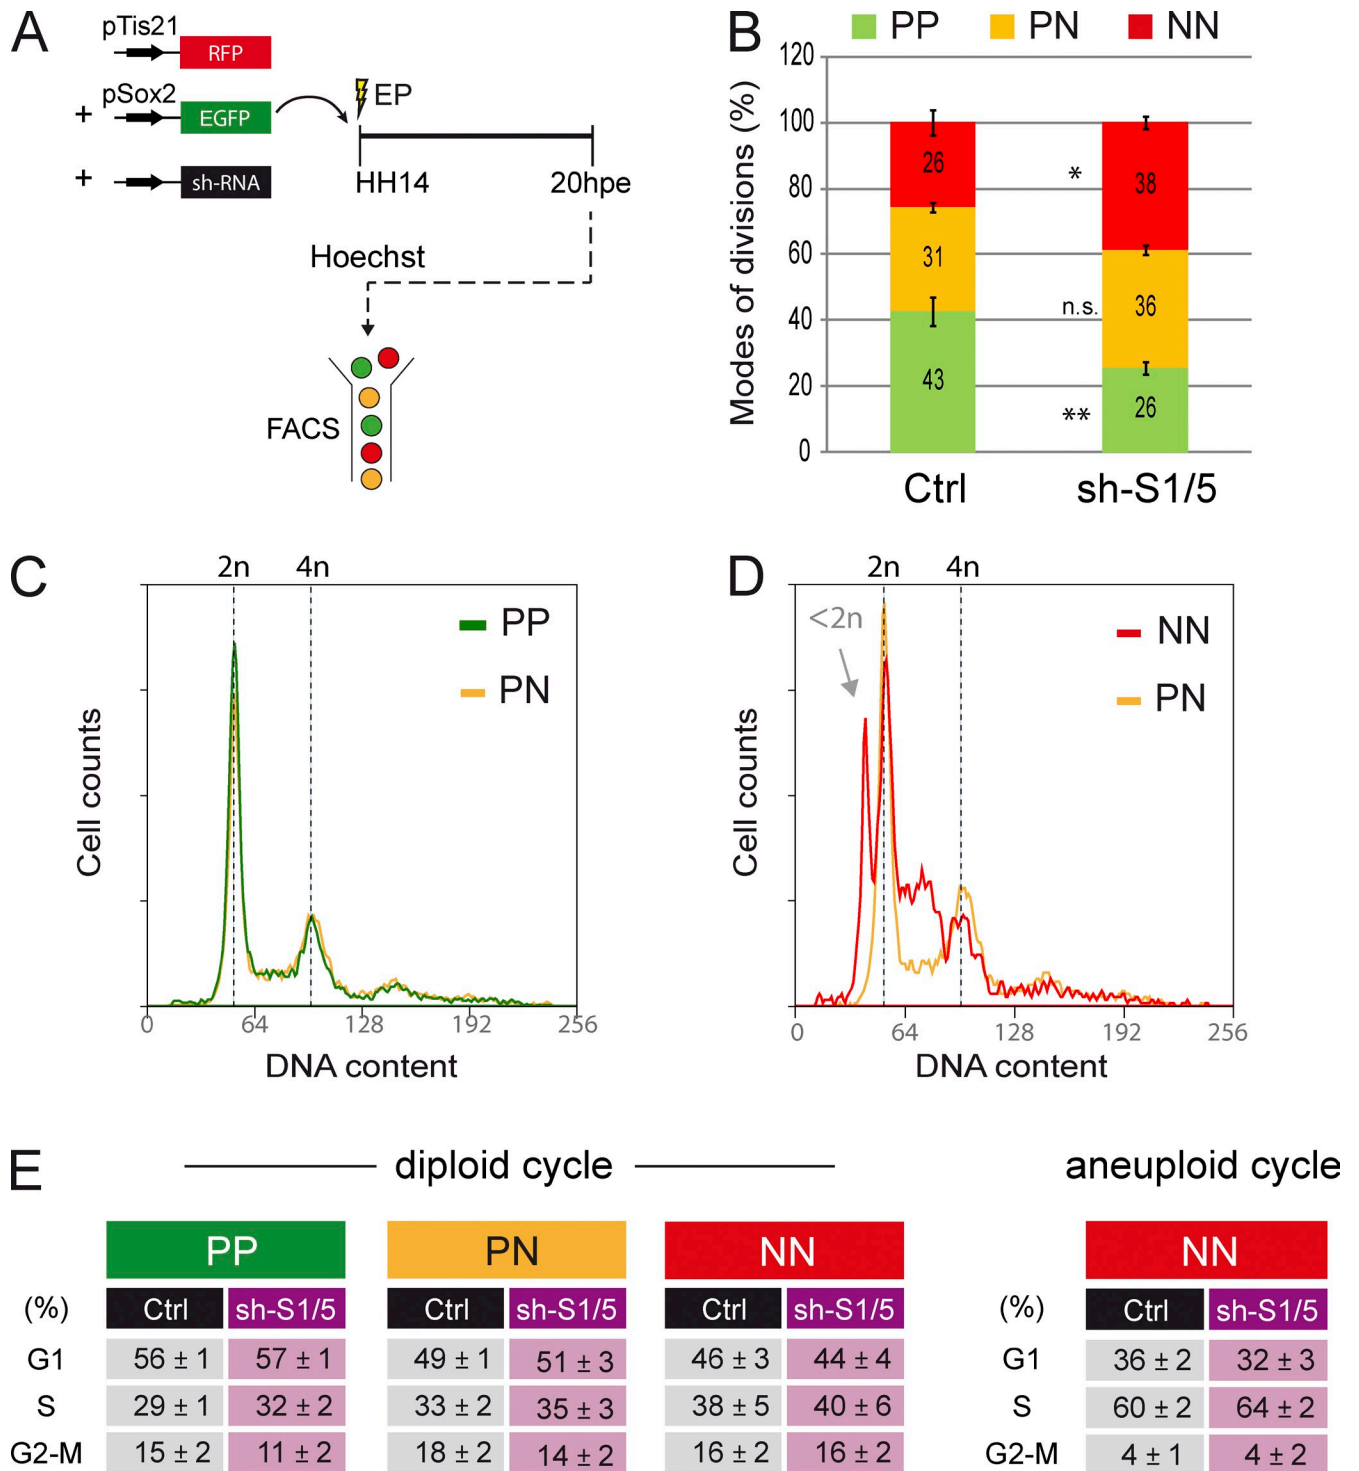 A
pTis21
RFP
+
pSox2
EGFP
EP
+
sh-RNA
HH14
20hpe
Hoechst
FACS
B
PP PN NN
Modes of divisions (%)
120
100
80
60
40
20
0
26
31
43
*
n.s.
**
38
36
26
Ctrl sh-S1/5
C
2n 4n
PP
PN
Cell counts
0 64 128 192 256
DNA content
D
2n 4n
<2n
NN
PN
Cell counts
0 64 128 192 256
DNA content
E
diploid cycle aneuploid cycle
PP PN NN NN
(%) Ctrl sh-S1/5 Ctrl sh-S1/5 Ctrl sh-S1/5 (%) Ctrl sh-S1/5
G1 56 ± 1 57 ± 1 49 ± 1 51 ± 3 46 ± 3 44 ± 4 G1 36 ± 2 32 ± 3
S 29 ± 1 32 ± 2 33 ± 2 35 ± 3 38 ± 5 40 ± 6 S 60 ± 2 64 ± 2
G2-M 15 ± 2 11 ± 2 18 ± 2 14 ± 2 16 ± 2 16 ± 2 G2-M 4 ± 1 4 ± 2